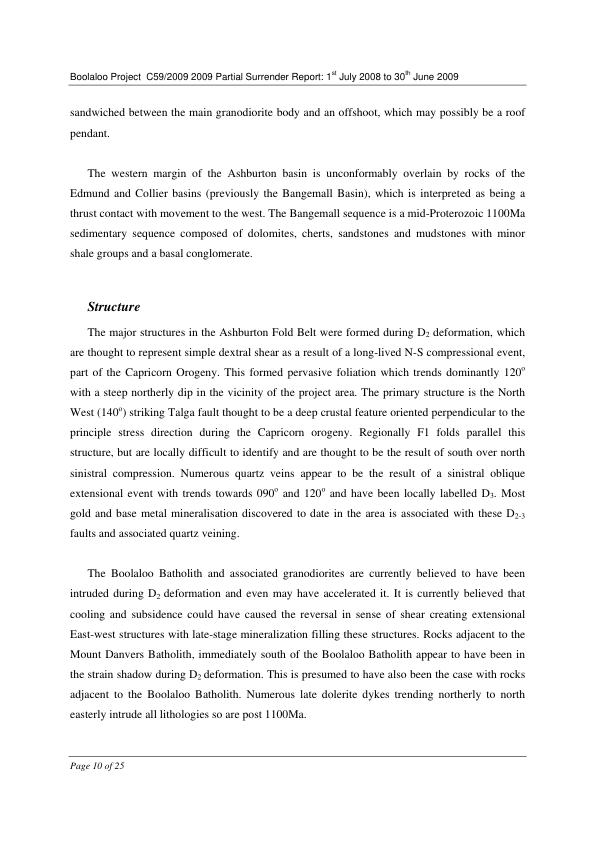 Boolaloo Project  C59/2009 2009 Partial Surrender Report: 1st July 2008 to 30th June 2009
sandwiched between the main granodiorite body and an offshoot, which may possibly be a roof
pendant.
The western margin of the Ashburton basin is unconformably overlain by rocks of the
Edmund and Collier basins (previously the Bangemall Basin), which is interpreted as being a
thrust contact with movement to the west. The Bangemall sequence is a mid-Proterozoic 1100Ma
sedimentary sequence composed of dolomites, cherts, sandstones and mudstones with minor
shale groups and a basal conglomerate.
Structure
The major structures in the Ashburton Fold Belt were formed during D2 deformation, which
are thought to represent simple dextral shear as a result of a long-lived N-S compressional event,
part of the Capricorn Orogeny. This formed pervasive foliation which trends dominantly 120o
with a steep northerly dip in the vicinity of the project area. The primary structure is the North
West (140o) striking Talga fault thought to be a deep crustal feature oriented perpendicular to the
principle stress direction during the Capricorn orogeny. Regionally F1 folds parallel this
structure, but are locally difficult to identify and are thought to be the result of south over north
sinistral compression. Numerous quartz veins appear to be the result of a sinistral oblique
extensional event with trends towards 090o and 120o and have been locally labelled D3. Most
gold and base metal mineralisation discovered to date in the area is associated with these D2-3
faults and associated quartz veining.
The Boolaloo Batholith and associated granodiorites are currently believed to have been
intruded during D2 deformation and even may have accelerated it. It is currently believed that
cooling and subsidence could have caused the reversal in sense of shear creating extensional
East-west structures with late-stage mineralization filling these structures. Rocks adjacent to the
Mount Danvers Batholith, immediately south of the Boolaloo Batholith appear to have been in
the strain shadow during D2 deformation. This is presumed to have also been the case with rocks
adjacent to the Boolaloo Batholith. Numerous late dolerite dykes trending northerly to north
easterly intrude all lithologies so are post 1100Ma.
Page 10 of 25